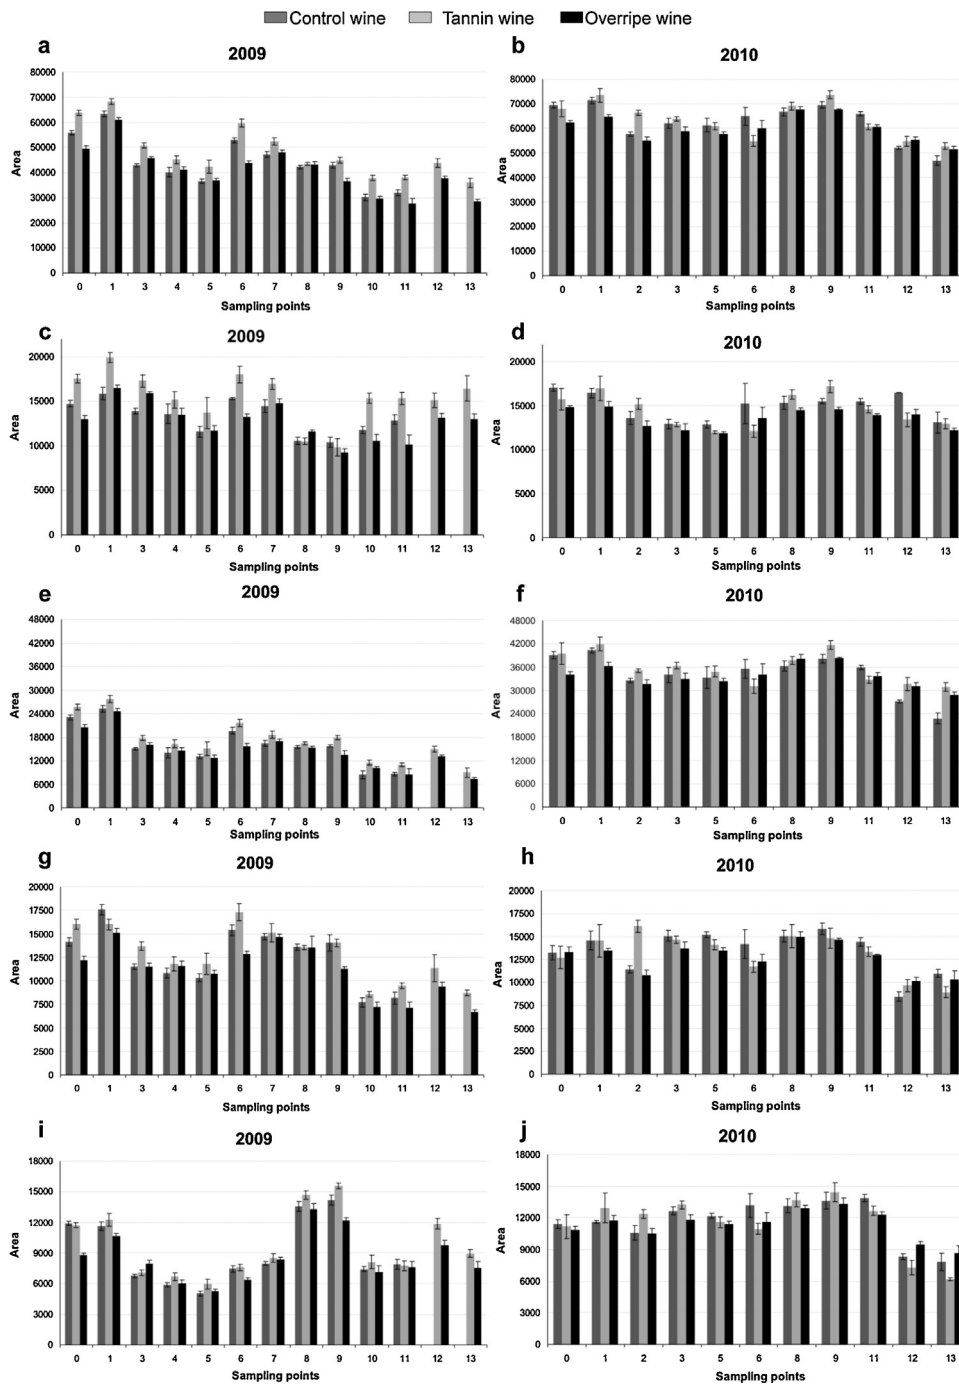 Control wine Tannin wine Overripe wine
a
2009
80000
70000
60000
50000
40000
30000
20000
10000
0
Area
0 1 3 4 5 6 7 8 9 10 11 12 13
Sampling points
b
2010
80000
70000
60000
50000
40000
30000
20000
10000
0
Area
0 1 2 3 5 6 8 9 11 12 13
Sampling points
c
2009
20000
15000
10000
5000
0
Area
0 1 3 4 5 6 7 8 9 10 11 12 13
Sampling points
d
2010
20000
15000
10000
5000
0
Area
0 1 2 3 5 6 8 9 11 12 13
Sampling points
e
2009
48000
42000
36000
30000
24000
18000
12000
6000
0
Area
0 1 3 4 5 6 7 8 9 10 11 12 13
Sampling points
f
2010
48000
42000
36000
30000
24000
18000
12000
6000
0
Area
0 1 2 3 5 6 8 9 11 12 13
Sampling points
g
2009
20000
17500
15000
12500
10000
7500
5000
2500
0
Area
0 1 3 4 5 6 7 8 9 10 11 12 13
Sampling points
h
2010
20000
17500
15000
12500
10000
7500
5000
2500
0
Area
0 1 2 3 5 6 8 9 11 12 13
Sampling points
i
2009
18000
15000
12000
9000
6000
3000
0
Area
0 1 3 4 5 6 7 8 9 10 11 12 13
Sampling points
j
2010
18000
15000
12000
9000
6000
3000
0
Area
0 1 2 3 5 6 8 9 11 12 13
Sampling points